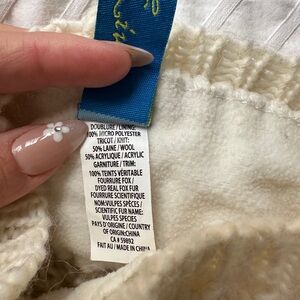 DOUBLURE / LINING:
100% MICRO POLYESTER
TRICOT / KNIT:
50% LAINE / WOOL
50% ACRYLIQUE / ACRYLIC
GARNITURE / TRIM:
100% TEINTS VÉRITABLE
FOURRURE FOX /
DYED REAL FOX FUR
FOURRURE SCIENTIFIQUE
NOM:VULPES SPÈCES /
SCIENTIFIC FUR NAME:
VULPES SPECIES
PAYS D'ORIGINE / COUNTRY
OF ORIGIN:CHINA
CA # 59892
FAIT AU / MADE IN CHINA